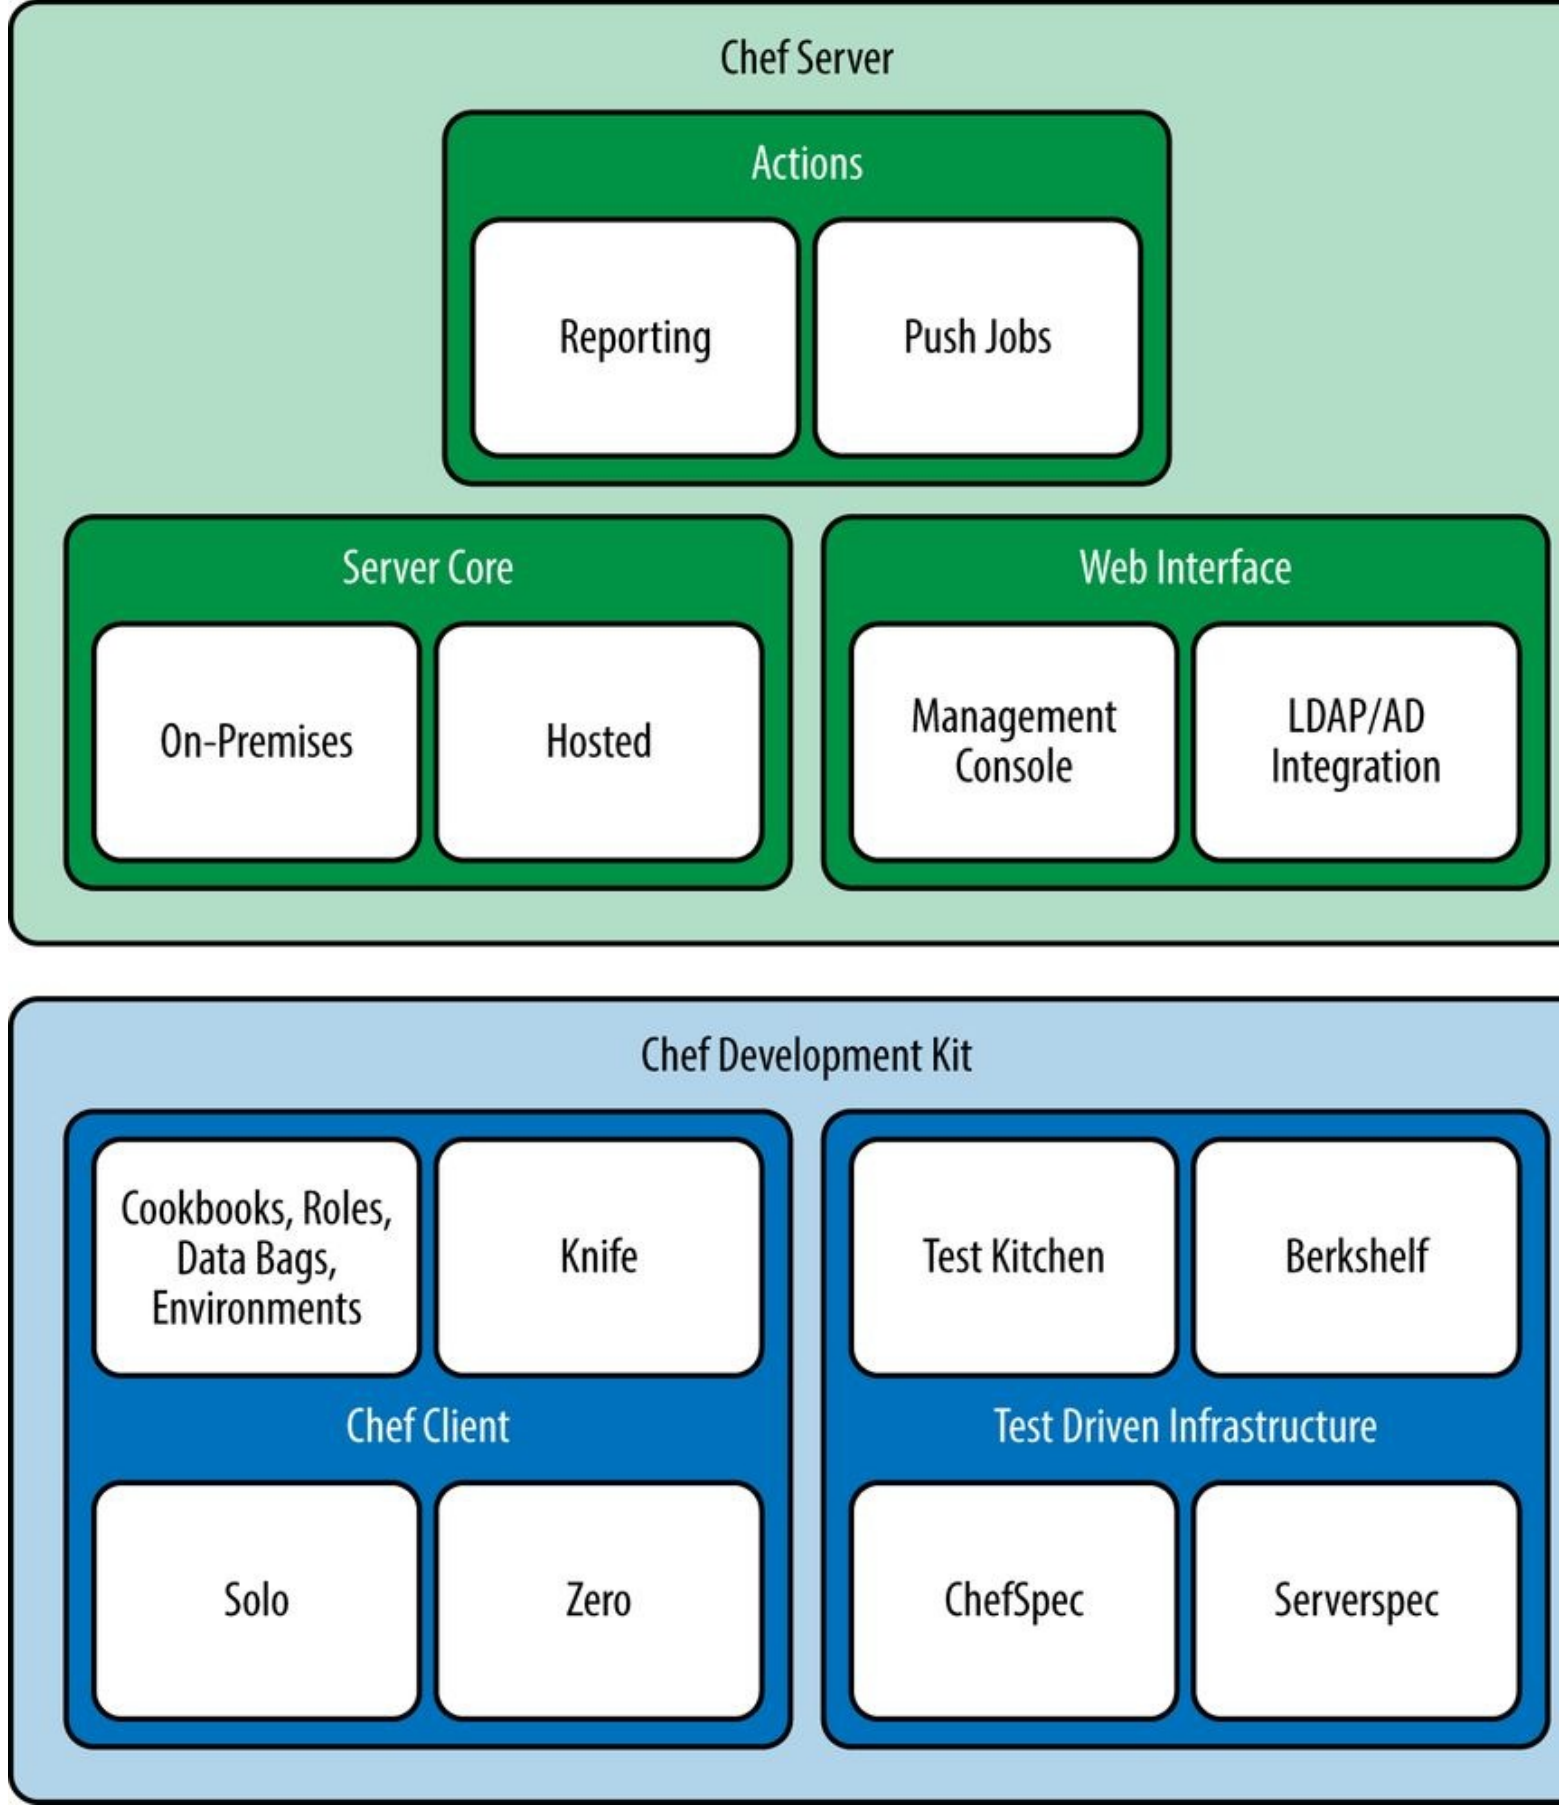 Chef Server
Actions
Reporting
Push Jobs
Server Core
On-Premises
Hosted
Web Interface
Management
Console
LDAP/AD
Integration
Chef Development Kit
Cookbooks, Roles,
Data Bags,
Environments
Knife
Chef Client
Solo
Zero
Test Kitchen
Berkshelf
Test Driven Infrastructure
ChefSpec
Serverspec